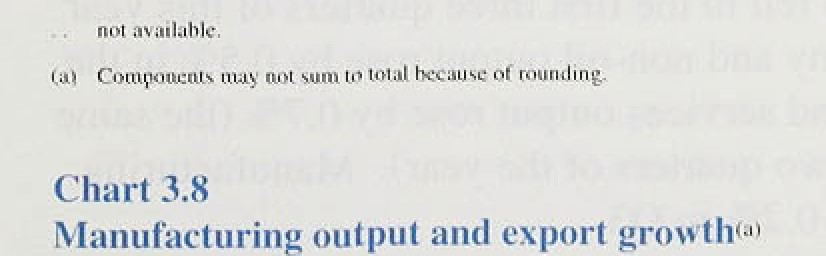 . . not available.
(a) Components may not sum to total because of rounding.
Chart 3.8
Manufacturing output and export growth(a)